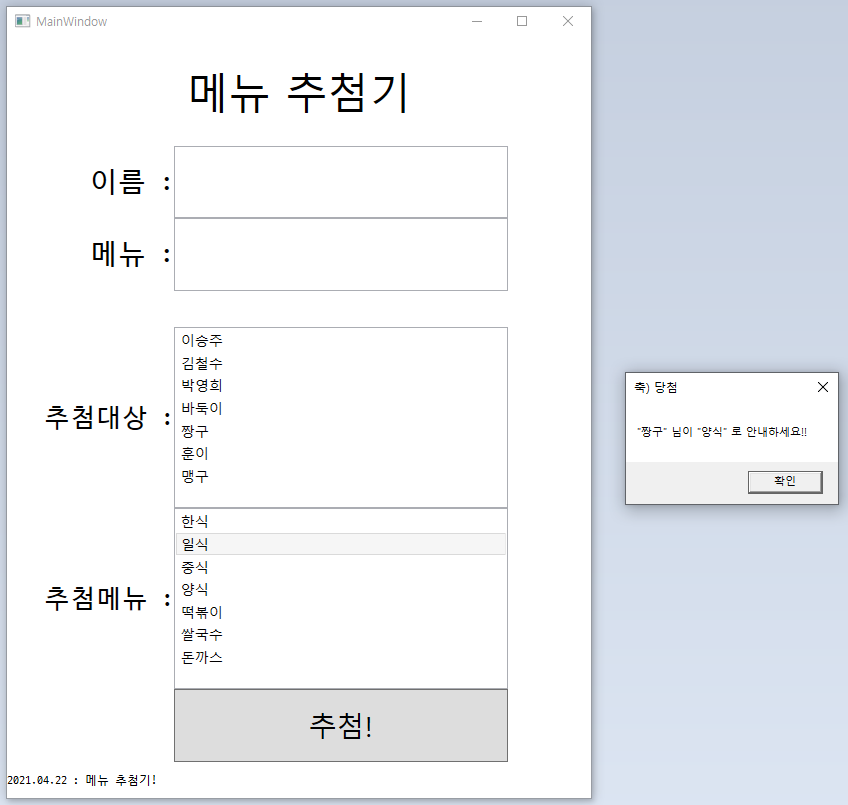 MainWindow
메뉴 추첨기
이름 :
메뉴 :
추첨대상 :
이승주
김철수
박영희
바둑이
짱구
훈이
맹구
추첨메뉴 :
한식
일식
중식
양식
떡볶이
쌀국수
돈까스
추첨!
2021.04.22 : 메뉴 추첨기!
축) 당첨
"짱구" 님이 "양식" 로 안내하세요!!
확인